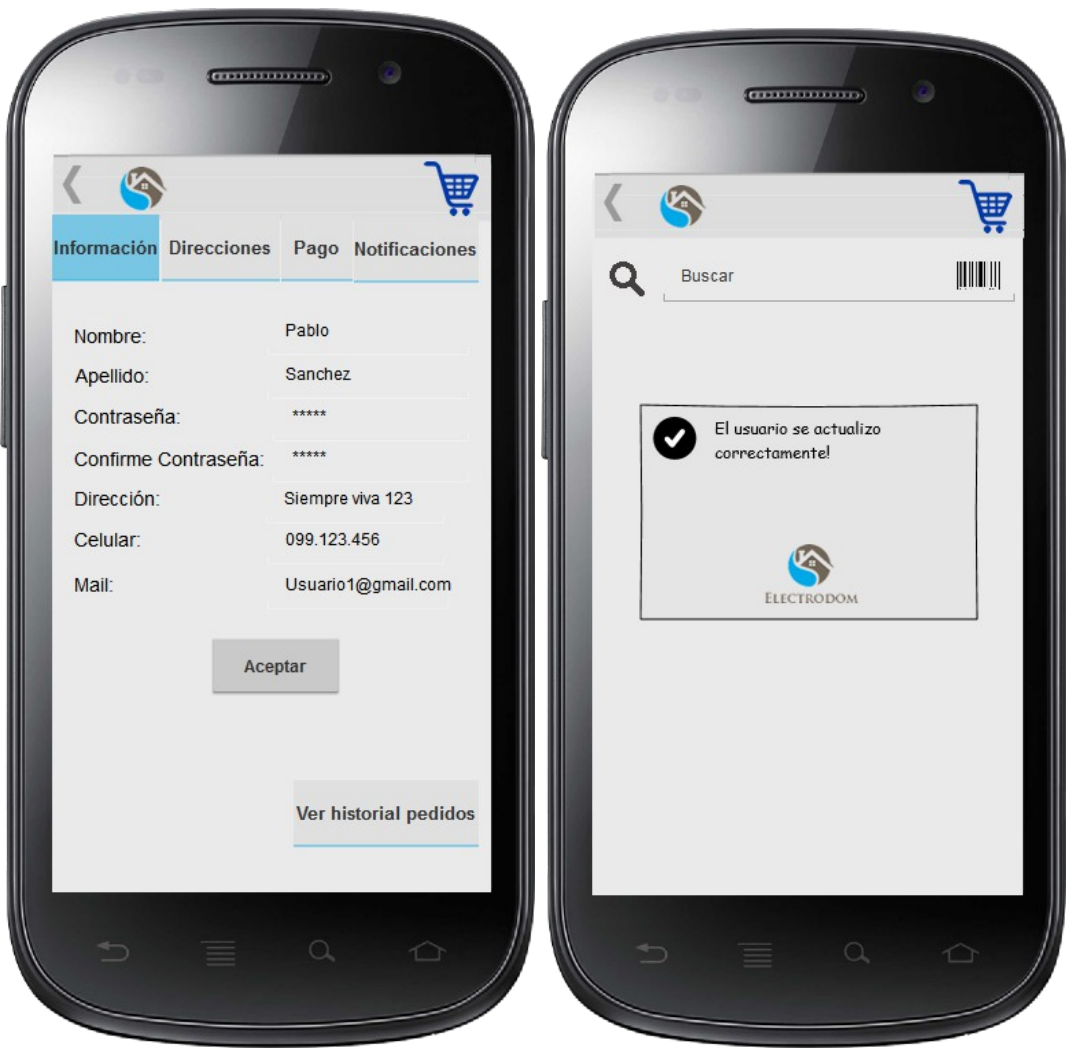 Información Direcciones Pago Notificaciones
Nombre: Pablo
Apellido: Sanchez
Contraseña: *****
Confirme Contraseña: *****
Dirección: Siempre viva 123
Celular: 099.123.456
Mail: Usuario1@gmail.com
Aceptar
Ver historial pedidos
Buscar
El usuario se actualizo
correctamente!
ELECTRODOM